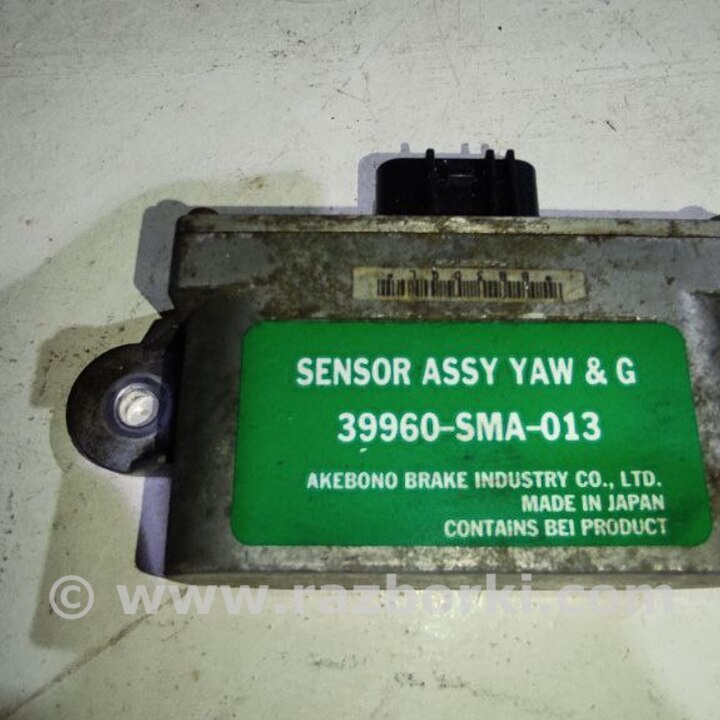 SENSOR ASSY YAW & G
39960-SMA-013
AKEBONO BRAKE INDUSTRY CO., LTD.
MADE IN JAPAN
CONTAINS BEI PRODUCT
© www.razborki.com